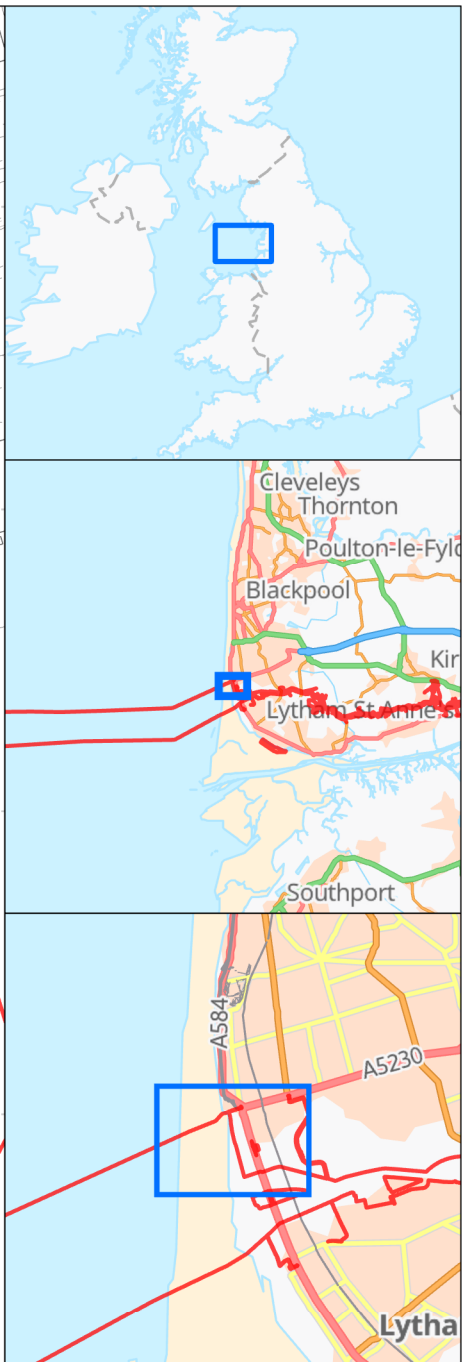 Cleveleys
Thornton
Poulton-le-Fyld
Blackpool
Kir
Lytham St Anne's
Southport
A584
A5230
Lytha